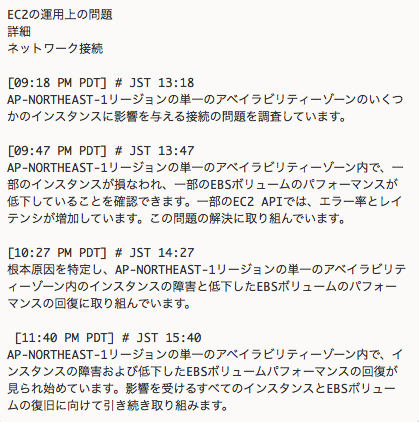 EC2の運用上の問題
詳細
ネットワーク接続
[09:18 PM PDT] # JST 13:18
AP-NORTHEAST-1リージョンの単一のアベイラビリティーゾーンのいくつ
かのインスタンスに影響を与える接続の問題を調査しています。
[09:47 PM PDT] # JST 13:47
AP-NORTHEAST-1リージョンの単一のアベイラビリティーゾーン内で、一
部のインスタンスが損なわれ、一部のEBSボリュームのパフォーマンスが
低下していることを確認できます。一部のEC2 APIでは、エラー率とレイ
テンシが増加しています。この問題の解決に取り組んでいます。
[10:27 PM PDT] # JST 14:27
根本原因を特定し、AP-NORTHEAST-1リージョンの単一のアベイラビリテ
ィーゾーン内のインスタンスの障害と低下したEBSボリュームのパフォー
マンスの回復に取り組んでいます。
[11:40 PM PDT] # JST 15:40
AP-NORTHEAST-1リージョンの単一のアベイラビリティーゾーン内で、イ
ンスタンスの障害および低下したEBSボリュームパフォーマンスの回復が
見られ始めています。影響を受けるすべてのインスタンスとEBSボリュー
ムの復旧に向けて引き続き取り組みます。